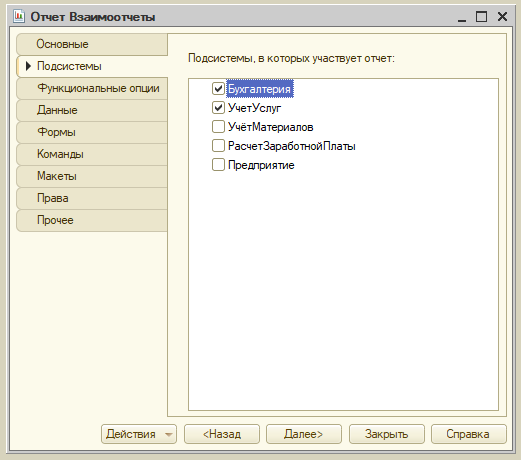 Отчет Взаимоотчеты
Основные
Подсистемы
Функциональные опции
Данные
Формы
Команды
Макеты
Права
Прочее
Подсистемы, в которых участвует отчет:
Бухгалтерия
УчетУслуг
УчётМатериалов
РасчетЗаработнойПлаты
Предприятие
Действия
<Назад
Далее>
Закрыть
Справка